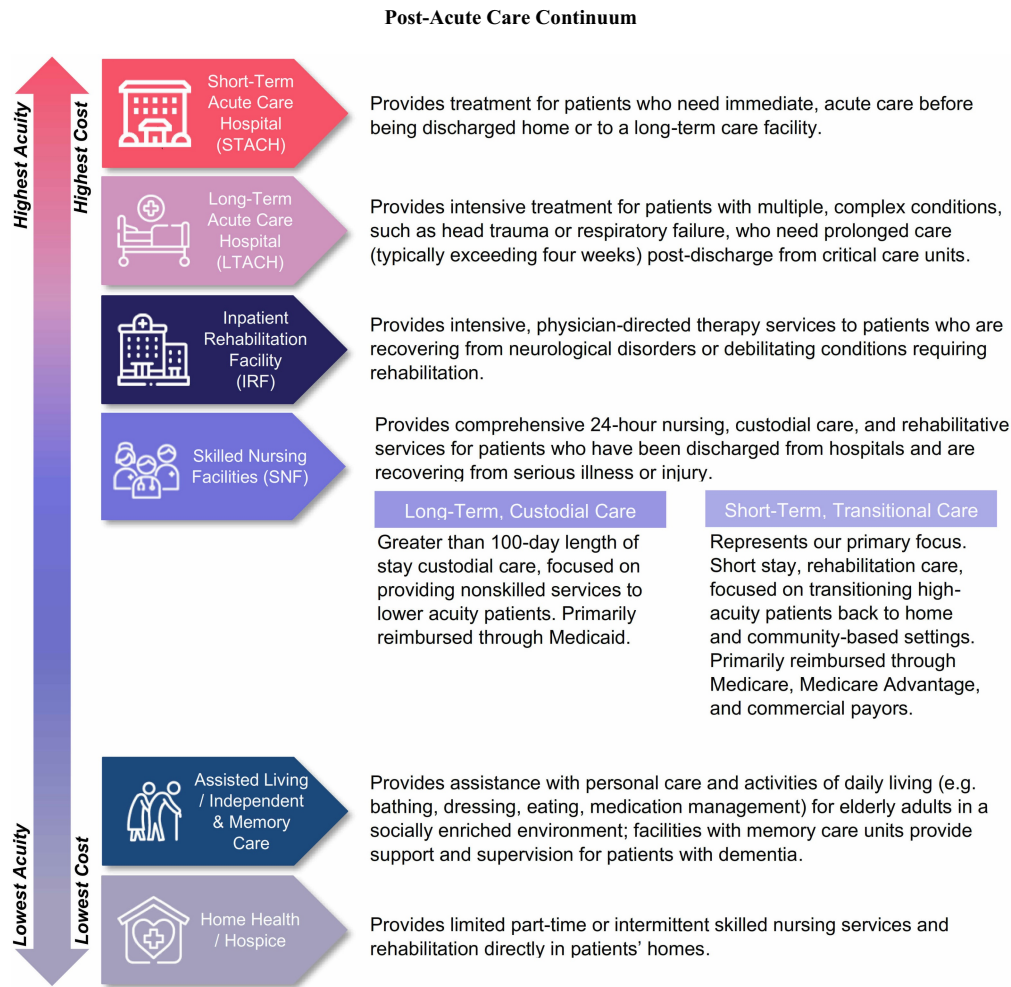 Post-Acute Care Continuum
Highest Acuity
Highest Cost
Short-Term
Acute Care
Hospital
(STACH)
Provides treatment for patients who need immediate, acute care before
being discharged home or to a long-term care facility.
Long-Term
Acute Care
Hospital
(LTACH)
Provides intensive treatment for patients with multiple, complex conditions,
such as head trauma or respiratory failure, who need prolonged care
(typically exceeding four weeks) post-discharge from critical care units.
Inpatient
Rehabilitation
Facility
(IRF)
Provides intensive, physician-directed therapy services to patients who are
recovering from neurological disorders or debilitating conditions requiring
rehabilitation.
Skilled Nursing
Facilities (SNF)
Provides comprehensive 24-hour nursing, custodial care, and rehabilitative
services for patients who have been discharged from hospitals and are
recovering from serious illness or injury.
Long-Term, Custodial Care
Greater than 100-day length of
stay custodial care, focused on
providing nonskilled services to
lower acuity patients. Primarily
reimbursed through Medicaid.
Short-Term, Transitional Care
Represents our primary focus.
Short stay, rehabilitation care,
focused on transitioning high-
acuity patients back to home
and community-based settings.
Primarily reimbursed through
Medicare, Medicare Advantage,
and commercial payors.
Assisted Living
/ Independent
& Memory
Care
Provides assistance with personal care and activities of daily living (e.g.
bathing, dressing, eating, medication management) for elderly adults in a
socially enriched environment; facilities with memory care units provide
support and supervision for patients with dementia.
Lowest Acuity
Lowest Cost
Home Health
/ Hospice
Provides limited part-time or intermittent skilled nursing services and
rehabilitation directly in patients’ homes.